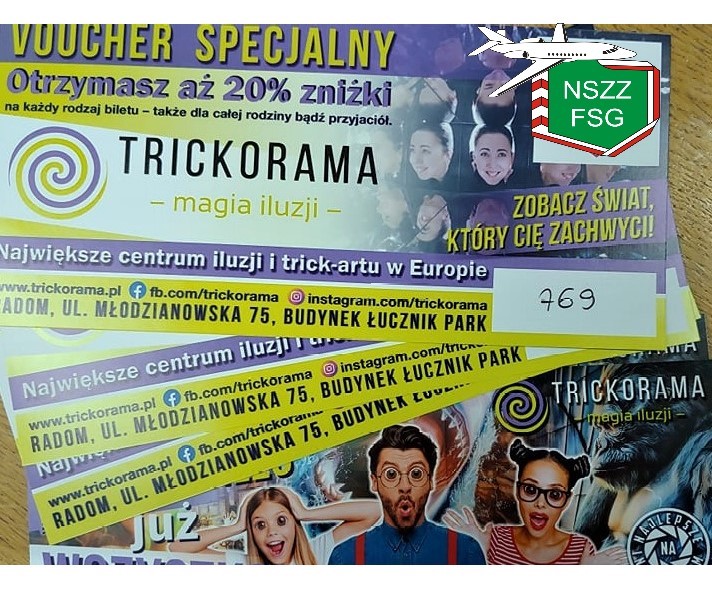 VOUCHER SPECJALNY
Otrzymasz aż 20% zniżki
na każdy rodzaj biletu – także dla całej rodziny bądź przyjaciół.
TRICKORAMA
– magia iluzji –
NSZZ
FSG
ZOBACZ ŚWIAT,
KTÓRY CIĘ ZACHWYCI!
Największe centrum iluzji i trick-artu w Europie
www.trickorama.pl fb.com/trickorama instagram.com/trickorama
RADOM, UL. MŁODZIANOWSKA 75, BUDYNEK ŁUCZNIK PARK
769
Największe centrum iluzji i
www.trickorama.pl fb.com/trickorama instagram.com/trickorama
RADOM, UL. MŁODZIANOWSKA 75, BUDYNEK ŁUCZNIK PARK
www.trickorama.pl fb.com/
RADOM, UL. MŁODZIANOWSKA 75, BUDYNEK ŁUCZNIK
TRICKORAMA
– magia iluzji –
już
NAJLEPSZE
NA